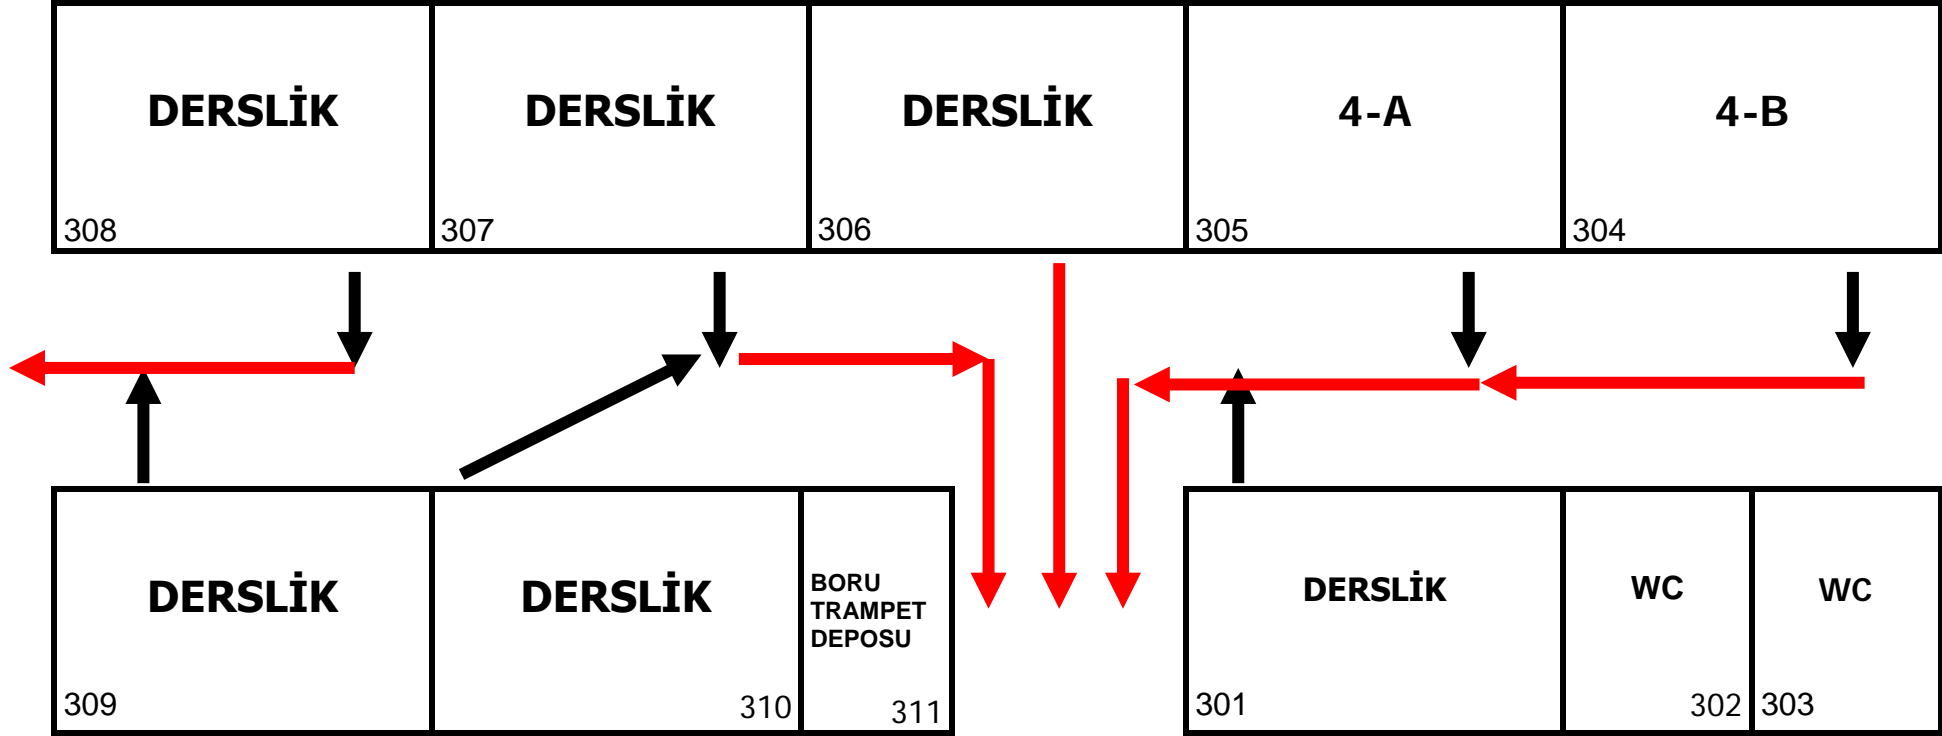 DERSLİK
308
DERSLİK
307
DERSLİK
306
4-A
305
4-B
304
DERSLİK
309
DERSLİK
310
BORU
TRAMPET
DEPOSU
311
DERSLİK
301
WC
302
WC
303